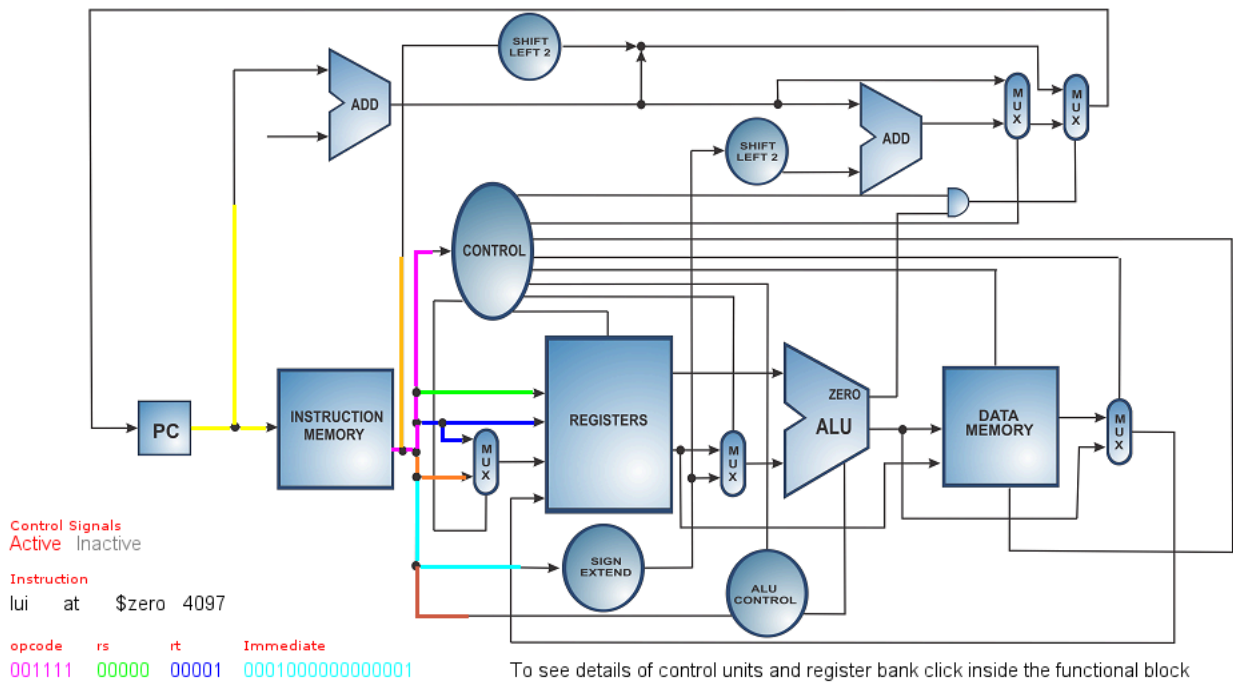 SHIFT
LEFT 2
ADD
MUX
MUX
SHIFT
LEFT 2
ADD
CONTROL
PC
INSTRUCTION
MEMORY
MUX
REGISTERS
MUX
ZERO
ALU
DATA
MEMORY
MUX
SIGN
EXTEND
ALU
CONTROL
Control Signals
Active Inactive
Instruction
lui at $zero 4097
opcode rs rt Immediate
001111 00000 00001 0001000000000001
To see details of control units and register bank click inside the functional block